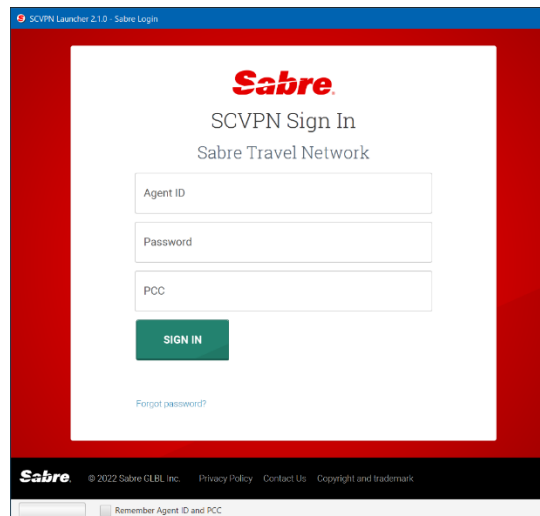 SCVPN Launcher 2.1.0 - Sabre Login
Sabre
SCVPN Sign In
Sabre Travel Network
Agent ID
Password
PCC
SIGN IN
Forgot password?
Sabre. © 2022 Sabre GLBL Inc. Privacy Policy Contact Us Copyright and trademark
Remember Agent ID and PCC